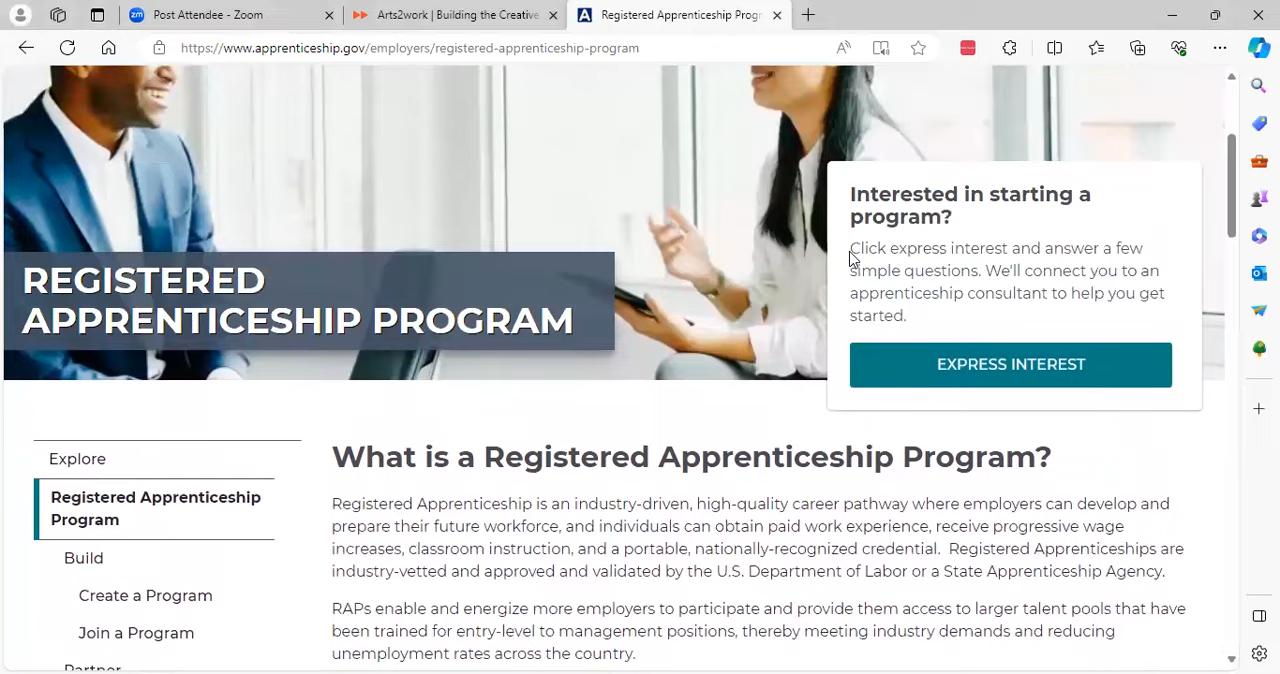 Post Attendee - Zoom
Arts2work | Building the Creative
Registered Apprenticeship Progr
https://www.apprenticeship.gov/employers/registered-apprenticeship-program
REGISTERED
APPRENTICESHIP PROGRAM
Interested in starting a
program?
Click express interest and answer a few
simple questions. We'll connect you to an
apprenticeship consultant to help you get
started.
EXPRESS INTEREST
Explore
Registered Apprenticeship
Program
Build
Create a Program
Join a Program
Partner
What is a Registered Apprenticeship Program?
Registered Apprenticeship is an industry-driven, high-quality career pathway where employers can develop and
prepare their future workforce, and individuals can obtain paid work experience, receive progressive wage
increases, classroom instruction, and a portable, nationally-recognized credential. Registered Apprenticeships are
industry-vetted and approved and validated by the U.S. Department of Labor or a State Apprenticeship Agency.
RAPs enable and energize more employers to participate and provide them access to larger talent pools that have
been trained for entry-level to management positions, thereby meeting industry demands and reducing
unemployment rates across the country.